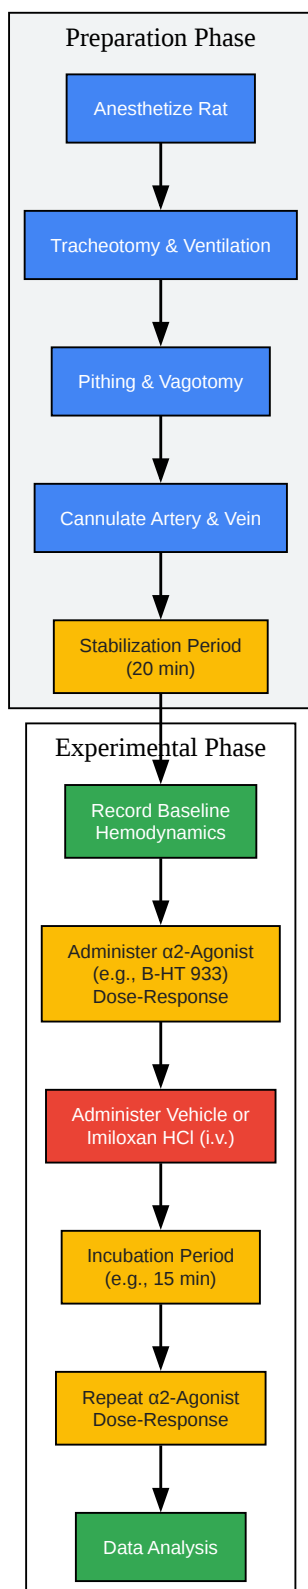 Preparation Phase
Anesthetize Rat
Tracheotomy & Ventilation
Pithing & Vagotomy
Cannulate Artery & Vein
Stabilization Period
(20 min)
Experimental Phase
Record Baseline
Hemodynamics
Administer α2-Agonist
(e.g., B-HT 933)
Dose-Response
Administer Vehicle or
Imiloxan HCl (i.v.)
Incubation Period
(e.g., 15 min)
Repeat α2-Agonist
Dose-Response
Data Analysis